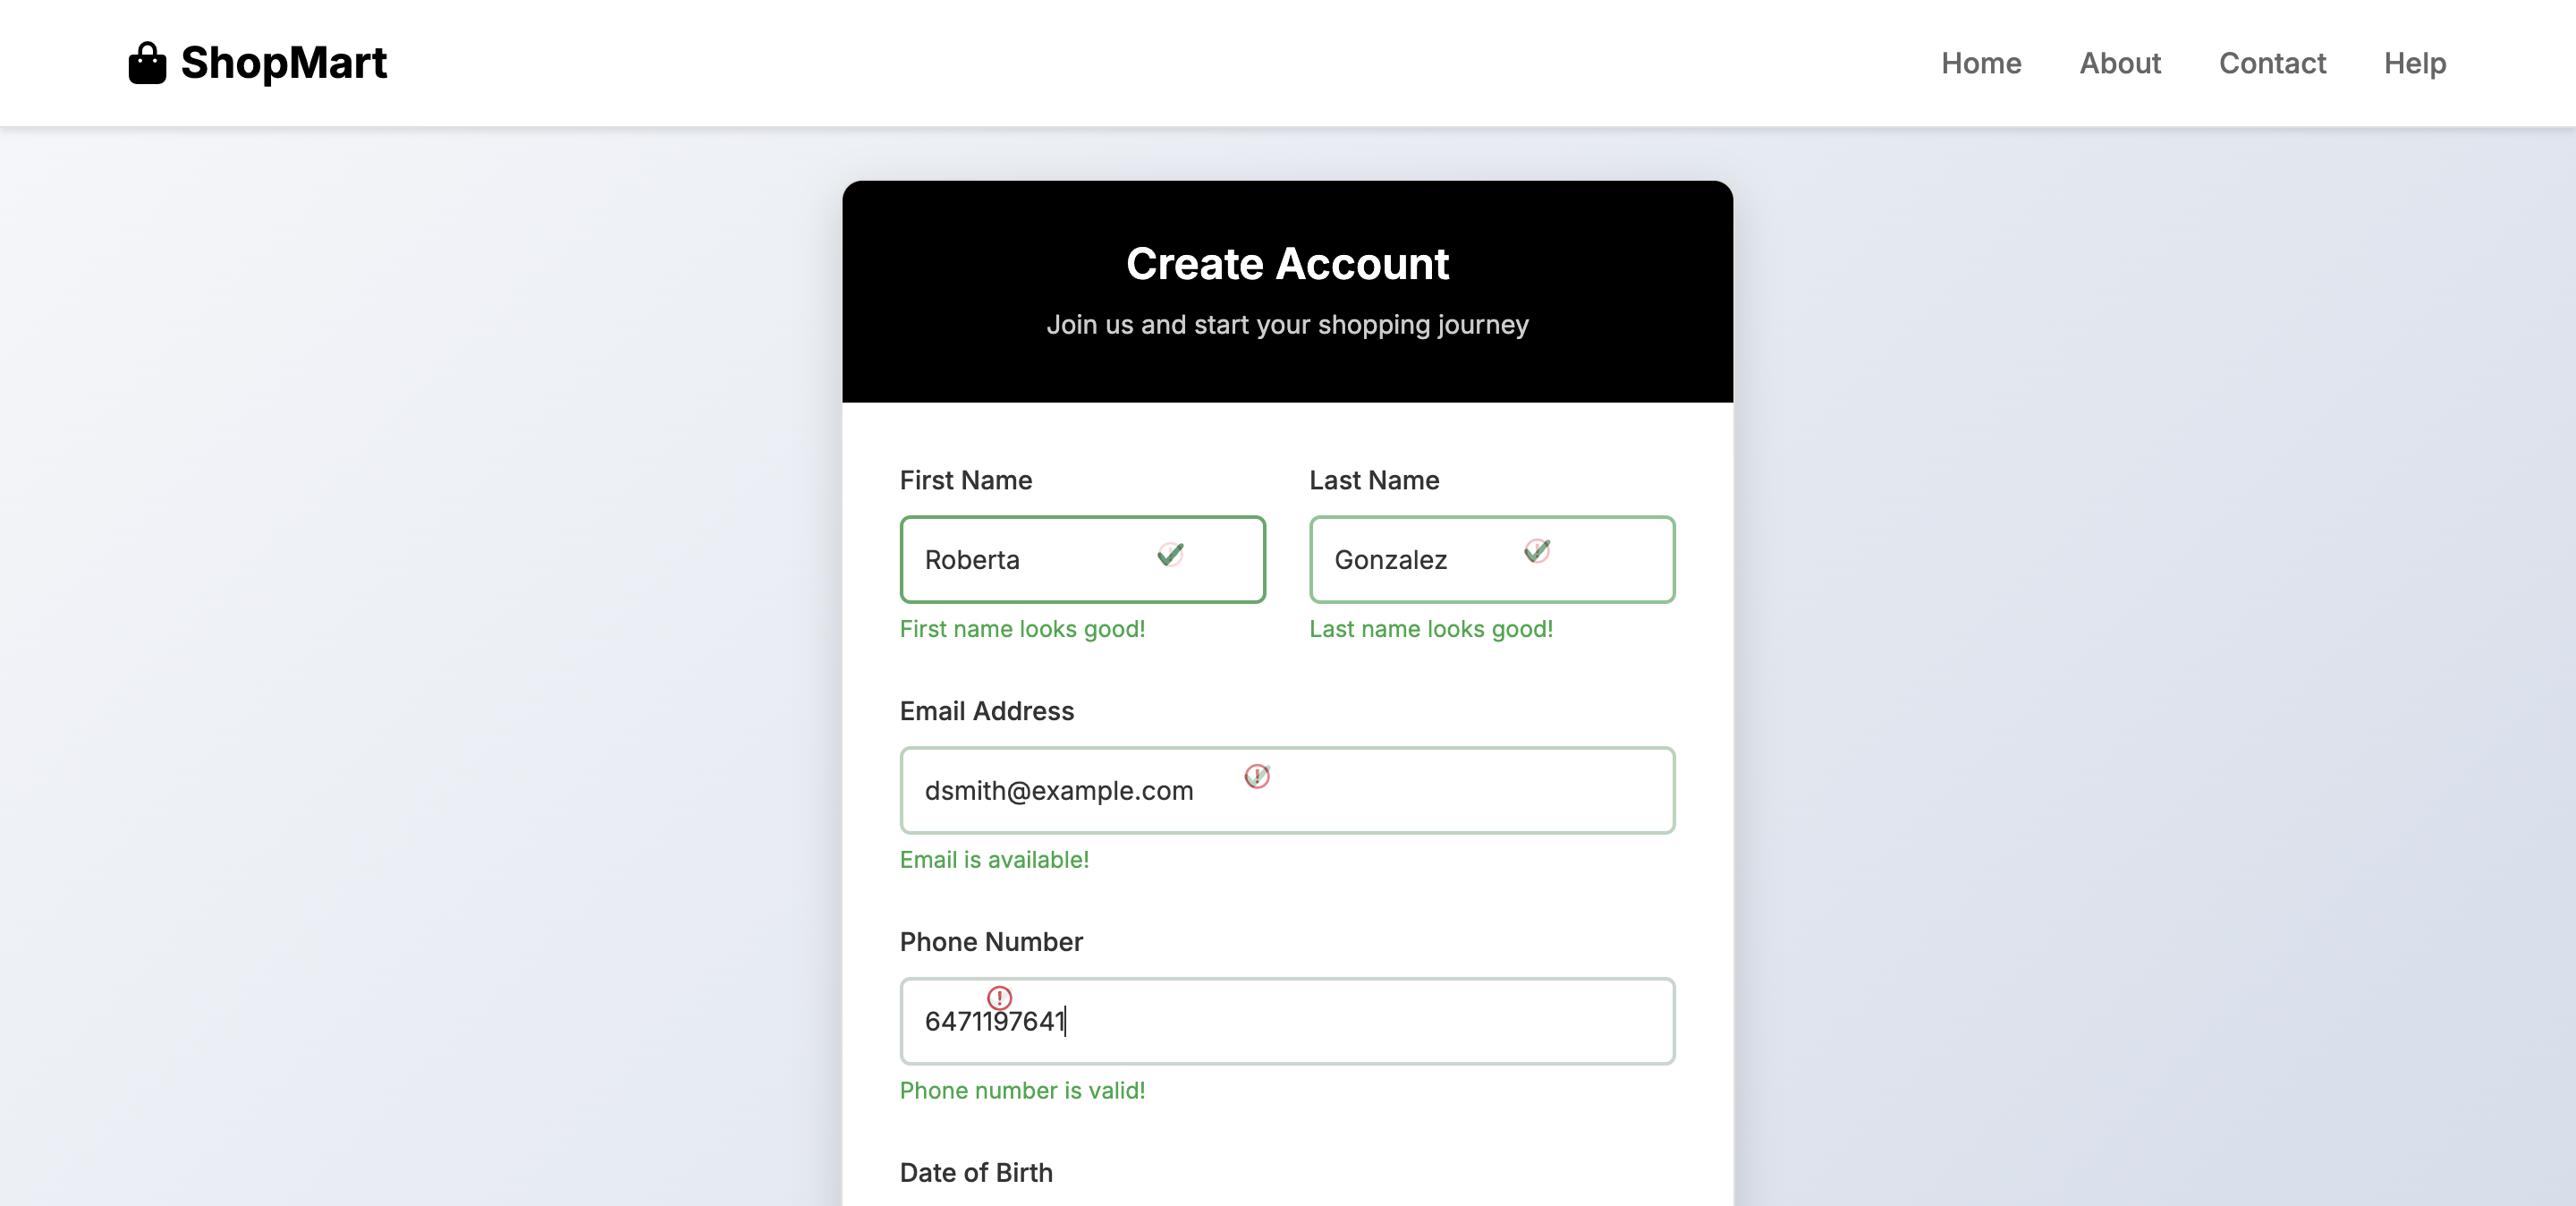 ShopMart
Home About Contact Help
Create Account
Join us and start your shopping journey
First Name Last Name
Roberta Gonzalez
First name looks good! Last name looks good!
Email Address
dsmith@example.com
Email is available!
Phone Number
6471197641
Phone number is valid!
Date of Birth